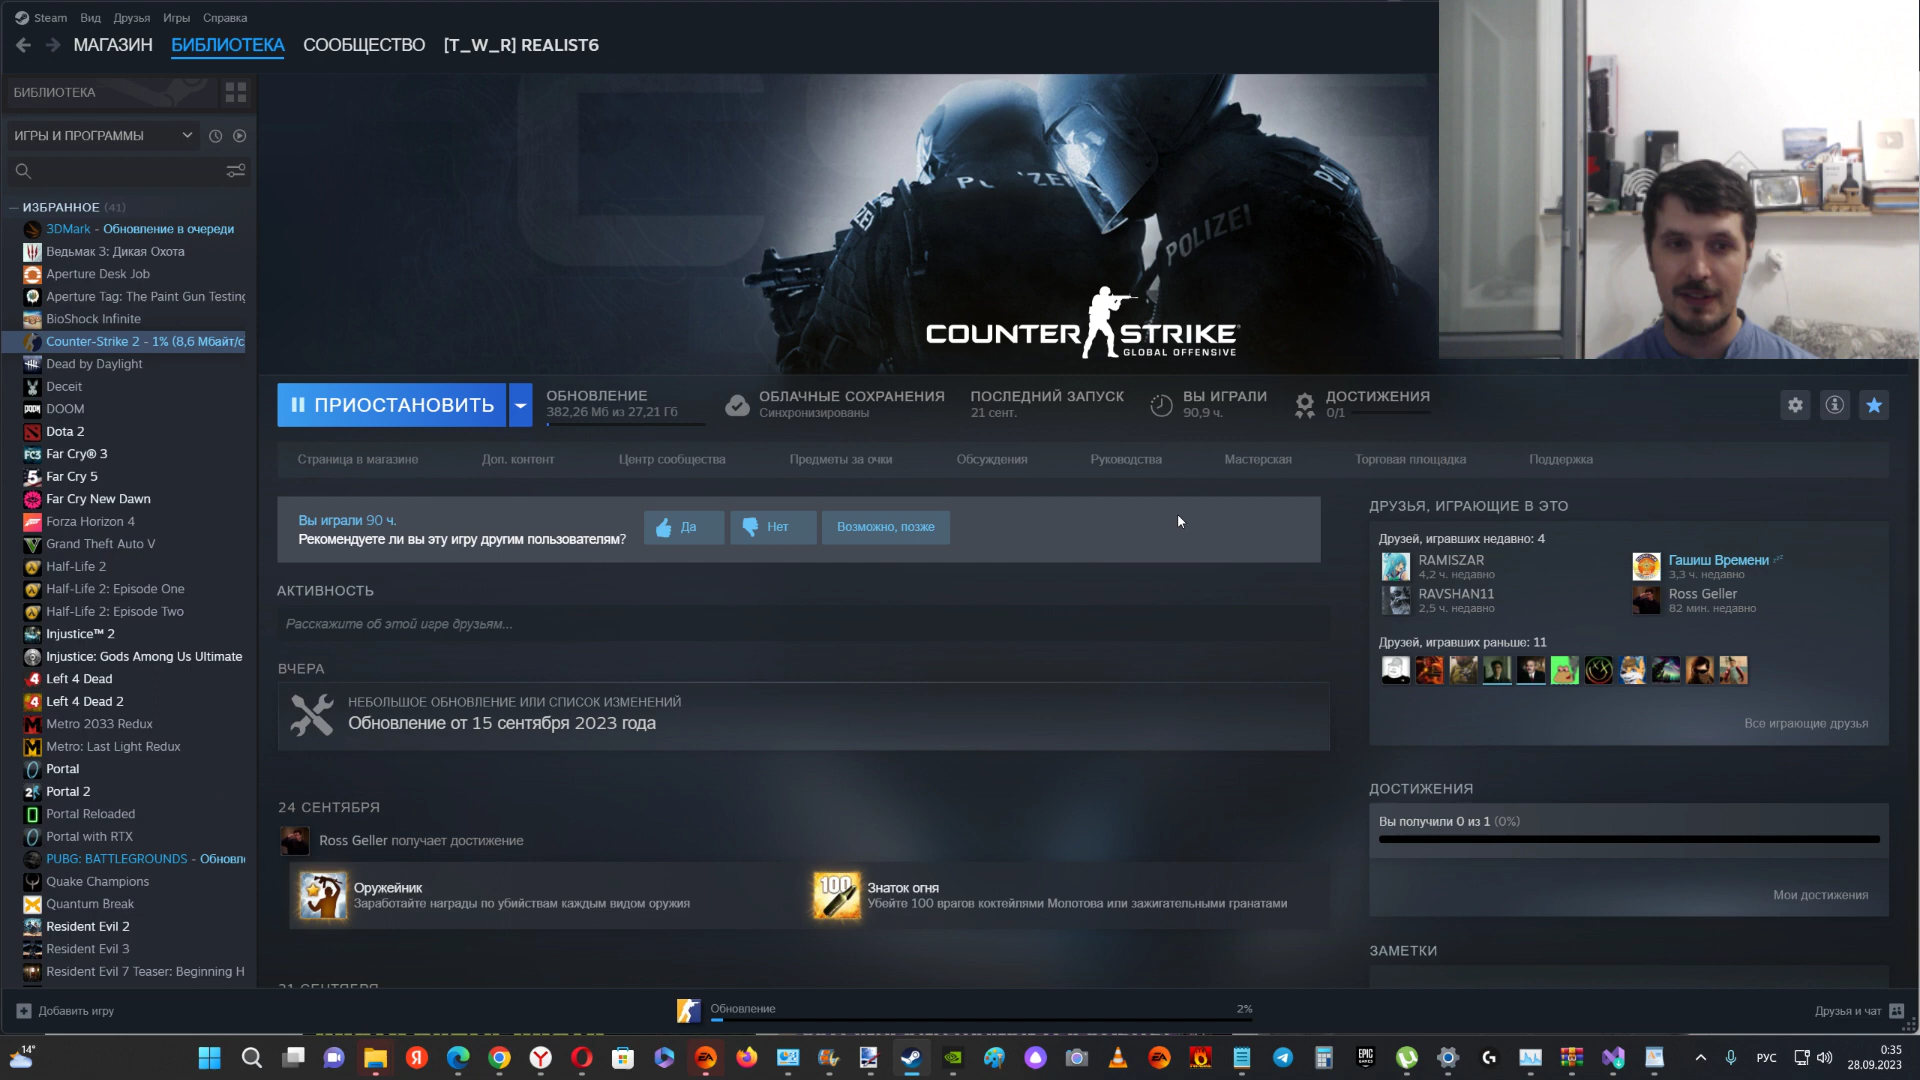 Steam Вид Друзья Игры Справка
МАГАЗИН БИБЛИОТЕКА СООБЩЕСТВО [T_W_R] REALIST6
БИБЛИОТЕКА
ИГРЫ И ПРОГРАММЫ
ИЗБРАННОЕ (41)
3DMark - Обновление в очереди
Ведьмак 3: Дикая Охота
Aperture Desk Job
Aperture Tag: The Paint Gun Testing
BioShock Infinite
Counter-Strike 2 - 1% (8,6 Мбайт/с
Dead by Daylight
Deceit
DOOM
Dota 2
Far Cry® 3
Far Cry 5
Far Cry New Dawn
Forza Horizon 4
Grand Theft Auto V
Half-Life 2
Half-Life 2: Episode One
Half-Life 2: Episode Two
Injustice™ 2
Injustice: Gods Among Us Ultimate
Left 4 Dead
Left 4 Dead 2
Metro 2033 Redux
Metro: Last Light Redux
Portal
Portal 2
Portal Reloaded
Portal with RTX
PUBG: BATTLEGROUNDS - Обновл
Quake Champions
Quantum Break
Resident Evil 2
Resident Evil 3
Resident Evil 7 Teaser: Beginning H
Добавить игру
POLIZEI
COUNTER STRIKE
GLOBAL OFFENSIVE
ПРИОСТАНОВИТЬ
ОБНОВЛЕНИЕ
382,26 Мб из 27,21 Гб
ОБЛАЧНЫЕ СОХРАНЕНИЯ
Синхронизированы
ПОСЛЕДНИЙ ЗАПУСК
21 сент.
ВЫ ИГРАЛИ
90,9 ч.
ДОСТИЖЕНИЯ
0/1
Страница в магазине Доп. контент Центр сообщества Предметы за очки Обсуждения Руководства Мастерская Торговая площадка Поддержка
Вы играли 90 ч.
Рекомендуете ли вы эту игру другим пользователям?
Да Нет Возможно, позже
АКТИВНОСТЬ
Расскажите об этой игре друзьям...
ВЧЕРА
НЕБОЛЬШОЕ ОБНОВЛЕНИЕ ИЛИ СПИСОК ИЗМЕНЕНИЙ
Обновление от 15 сентября 2023 года
24 СЕНТЯБРЯ
Ross Geller получает достижение
Оружейник
Заработайте награды по убийствам каждым видом оружия
100
Знаток огня
Убейте 100 врагов коктейлями Молотова или зажигательными гранатами
21 СЕНТЯБРЯ
ДРУЗЬЯ, ИГРАЮЩИЕ В ЭТО
Друзей, игравших недавно: 4
RAMISZAR
4,2 ч. недавно
Гашиш Времени
3,3 ч. недавно
RAVSHAN11
2,5 ч. недавно
Ross Geller
82 мин. недавно
Друзей, игравших раньше: 11
Все играющие друзья
ДОСТИЖЕНИЯ
Вы получили 0 из 1 (0%)
Мои достижения
ЗАМЕТКИ
Обновление 2%
Друзья и чат
14°
РУС
0:35
28.09.2023